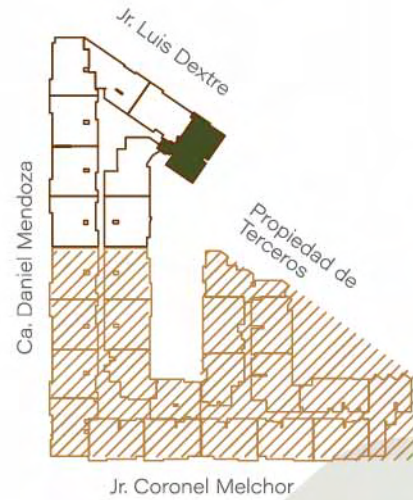 Jr. Luis Dextre
Ca. Daniel Mendoza
Propiedad de
Terceros
Jr. Coronel Melchor